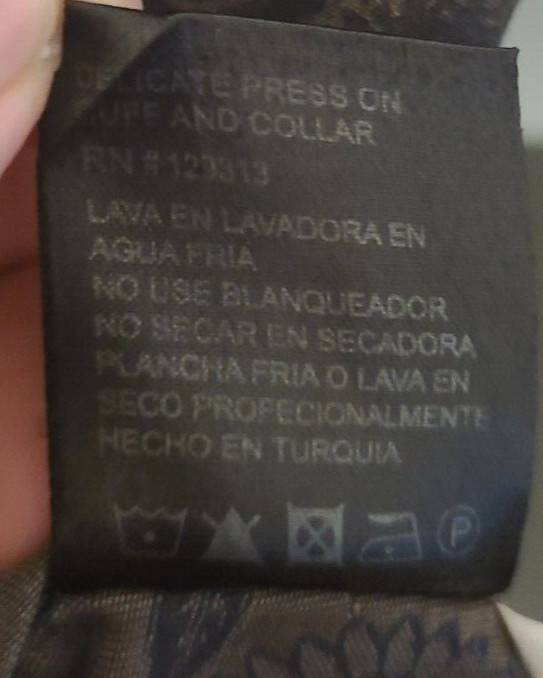 DELICATE PRESS ON
CUFF AND COLLAR
RN # 123313
LAVA EN LAVADORA EN
AGUA FRIA
NO USE BLANQUEADOR
NO SECAR EN SECADORA
PLANCHA FRIA O LAVA EN
SECO PROFECIONALMENTE
HECHO EN TURQUIA
P